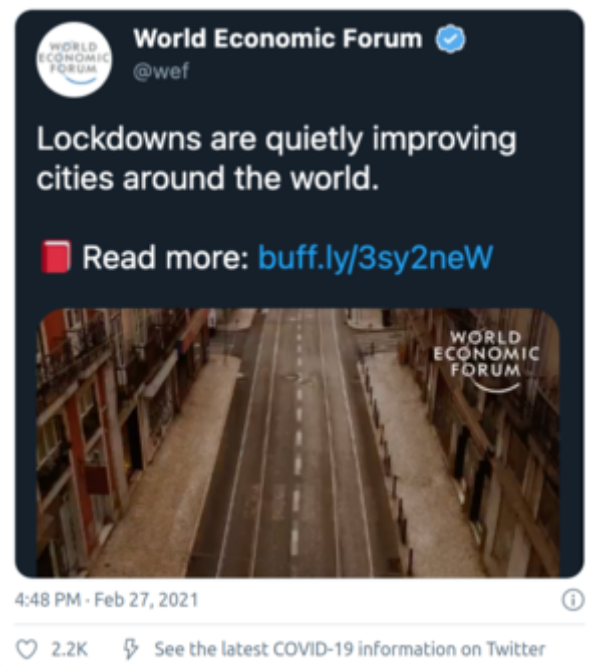 WORLD
ECONOMIC
FORUM
World Economic Forum
@wef
Lockdowns are quietly improving
cities around the world.
📕 Read more: buff.ly/3sy2neW
WORLD
ECONOMIC
FORUM
4:48 PM · Feb 27, 2021
2.2K See the latest COVID-19 information on Twitter